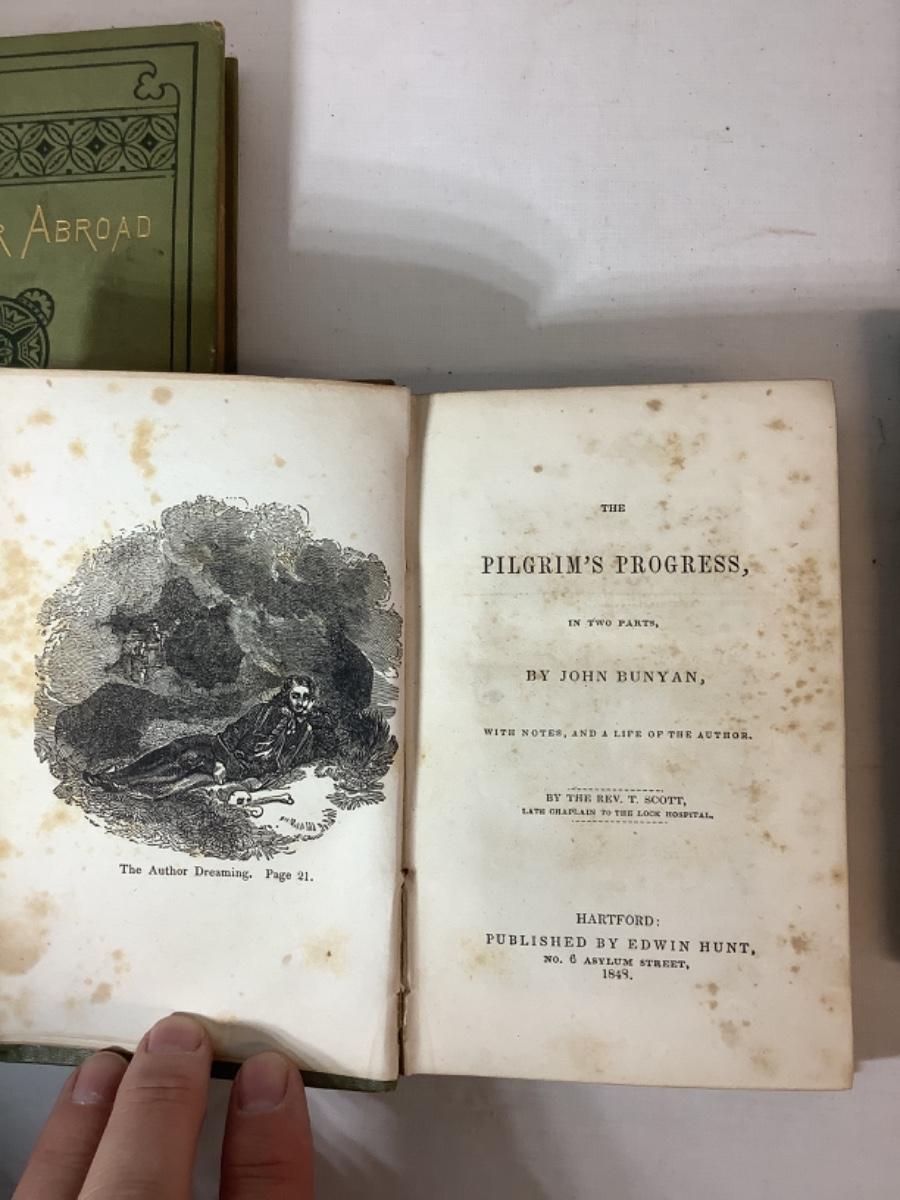 R ABROAD
The Author Dreaming. Page 21.
THE
PILGRIM'S PROGRESS,
IN TWO PARTS,
BY JOHN BUNYAN,
WITH NOTES, AND A LIFE OF THE AUTHOR.
BY THE REV. T. SCOTT,
LATE CHAPLAIN TO THE LOCK HOSPITAL.
HARTFORD:
PUBLISHED BY EDWIN HUNT,
NO. 6 ASYLUM STREET,
1848.